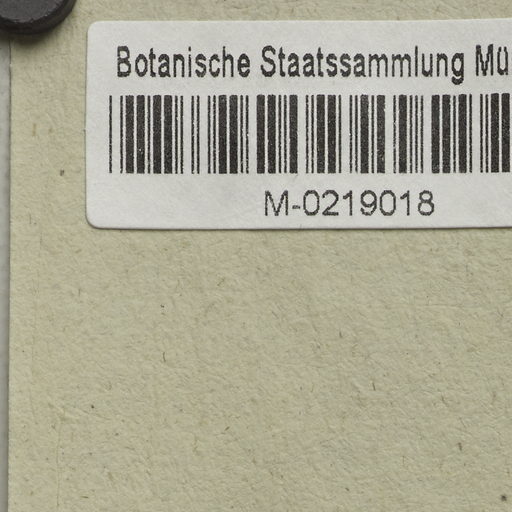 Botanische Staatssammlung Mü
M-0219018